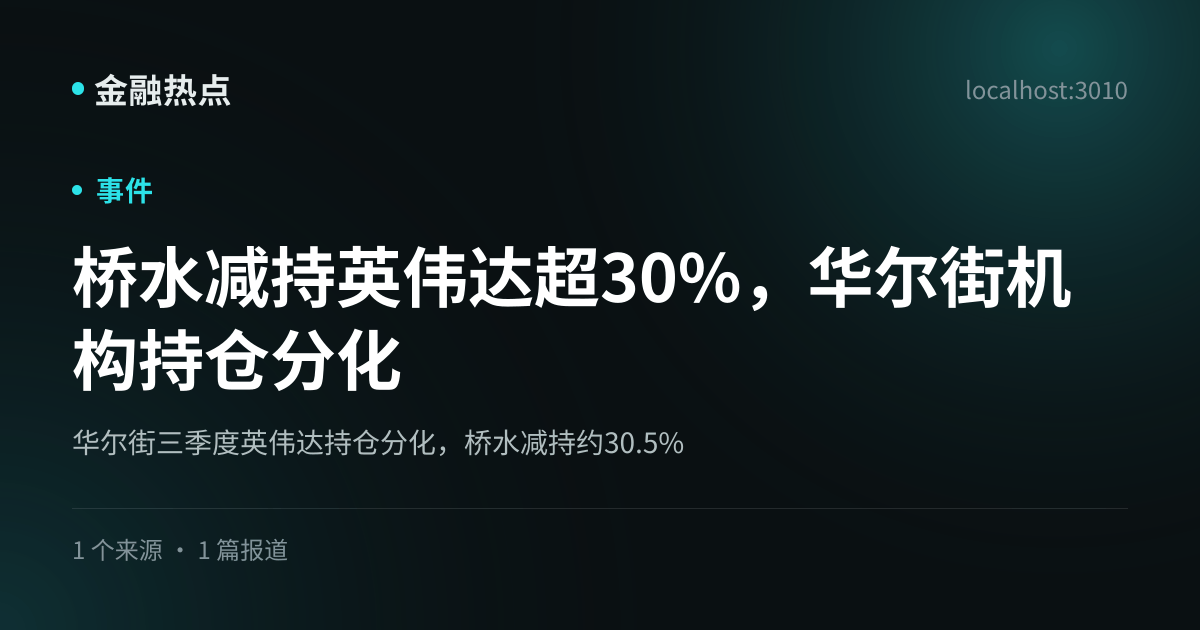 金融热点
localhost:3010
事件
桥水减持英伟达超30%，华尔街机
构持仓分化
华尔街三季度英伟达持仓分化，桥水减持约30.5%
1 个来源 · 1 篇报道